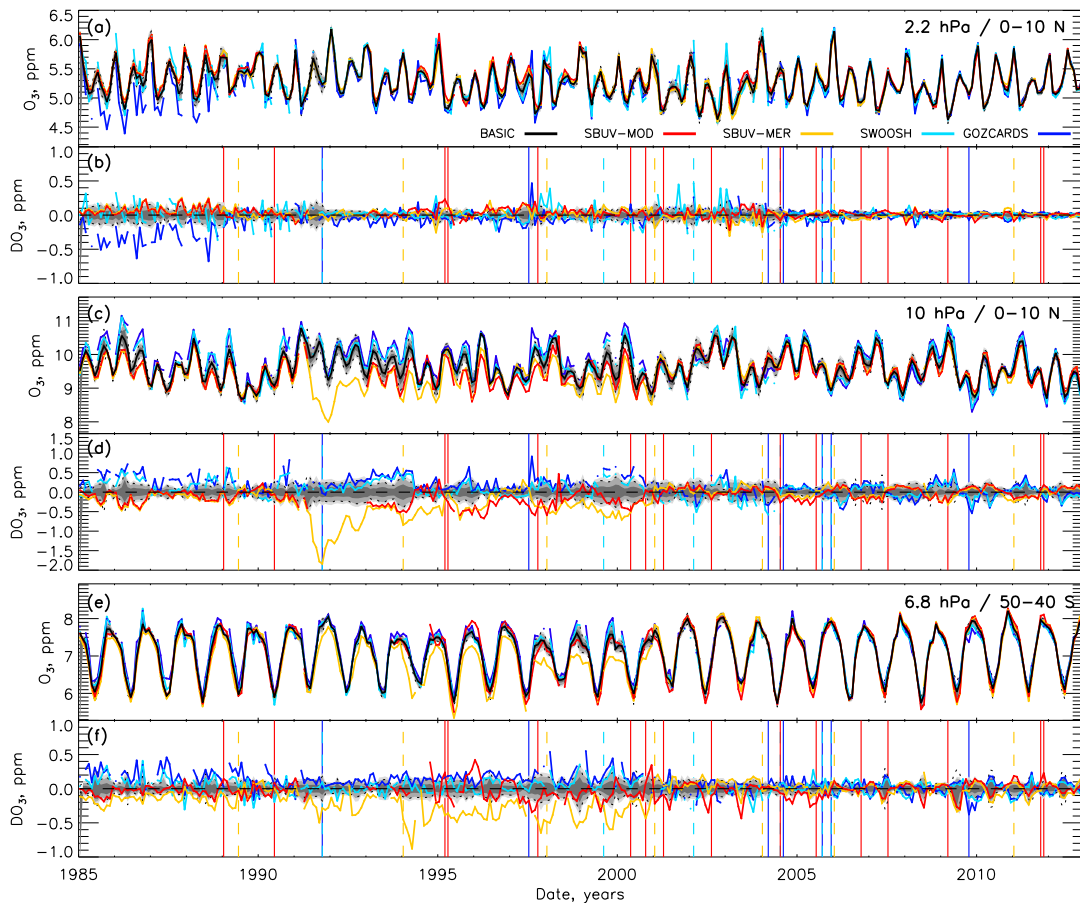 (a) 2.2 hPa / 0-10 N
6.5
6.0
5.5
5.0
4.5
O3, ppm
BASIC SBUV-MOD SBUV-MER SWOOSH GOZCARDS
(b)
1.0
0.5
0.0
-0.5
-1.0
DO3, ppm
(c) 10 hPa / 0-10 N
11
10
9
8
O3, ppm
(d)
1.5
1.0
0.5
0.0
-0.5
-1.0
-1.5
-2.0
DO3, ppm
(e) 6.8 hPa / 50-40 S
8
7
6
O3, ppm
(f)
1.0
0.5
0.0
-0.5
-1.0
DO3, ppm
1985 1990 1995 2000 2005 2010
Date, years